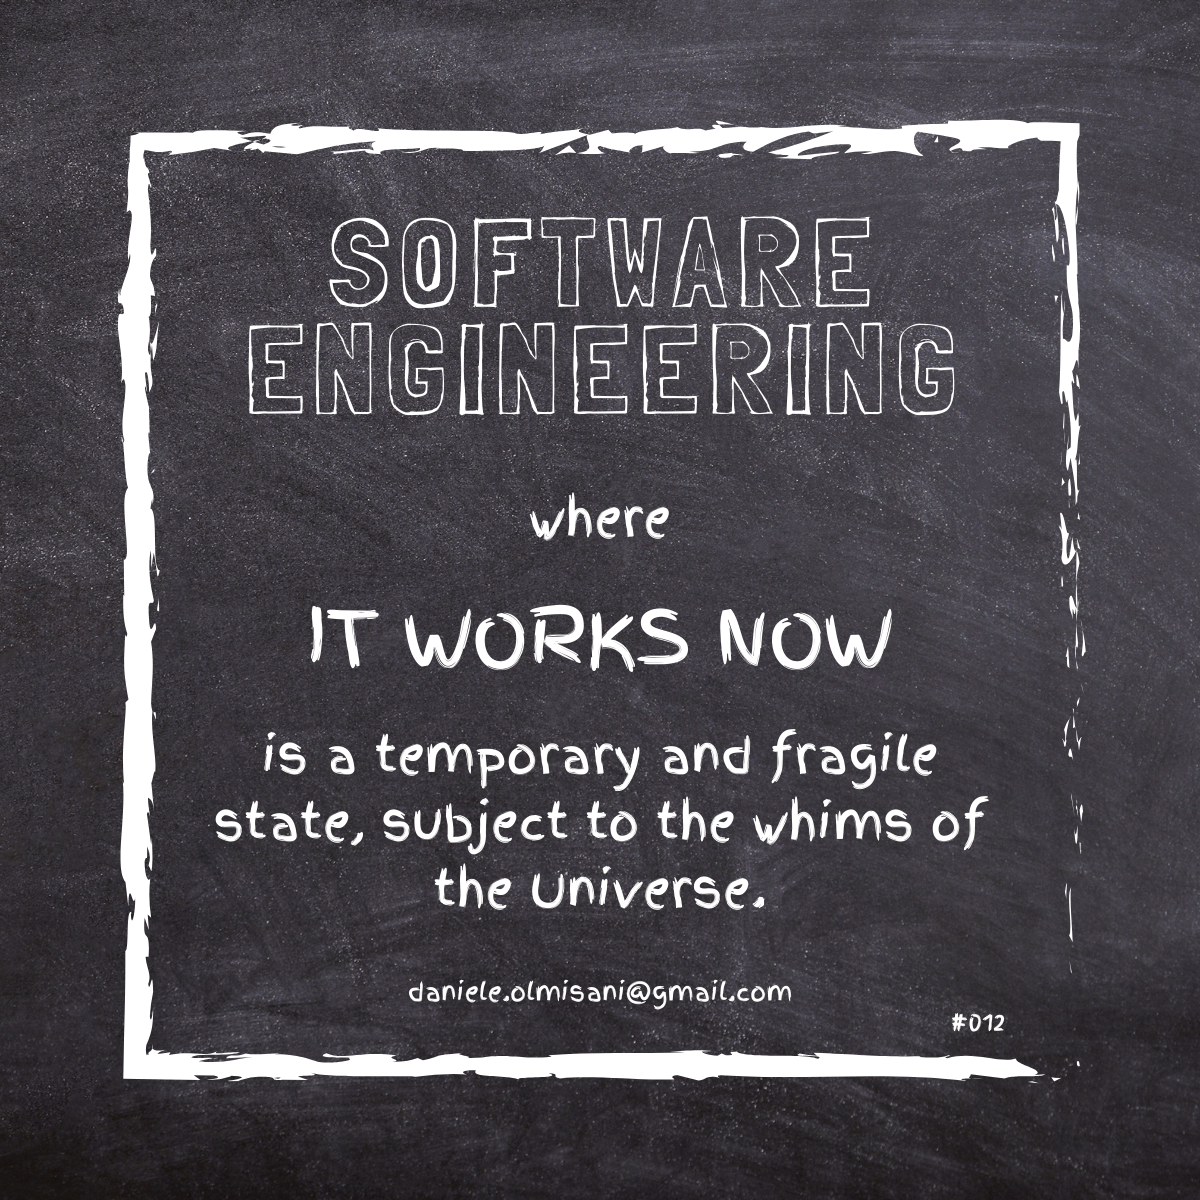 SOFTWARE
ENGINEERING
where
IT WORKS NOW
is a temporary and fragile
state, subject to the whims of
the Universe.
daniele.olmisani@gmail.com
#012